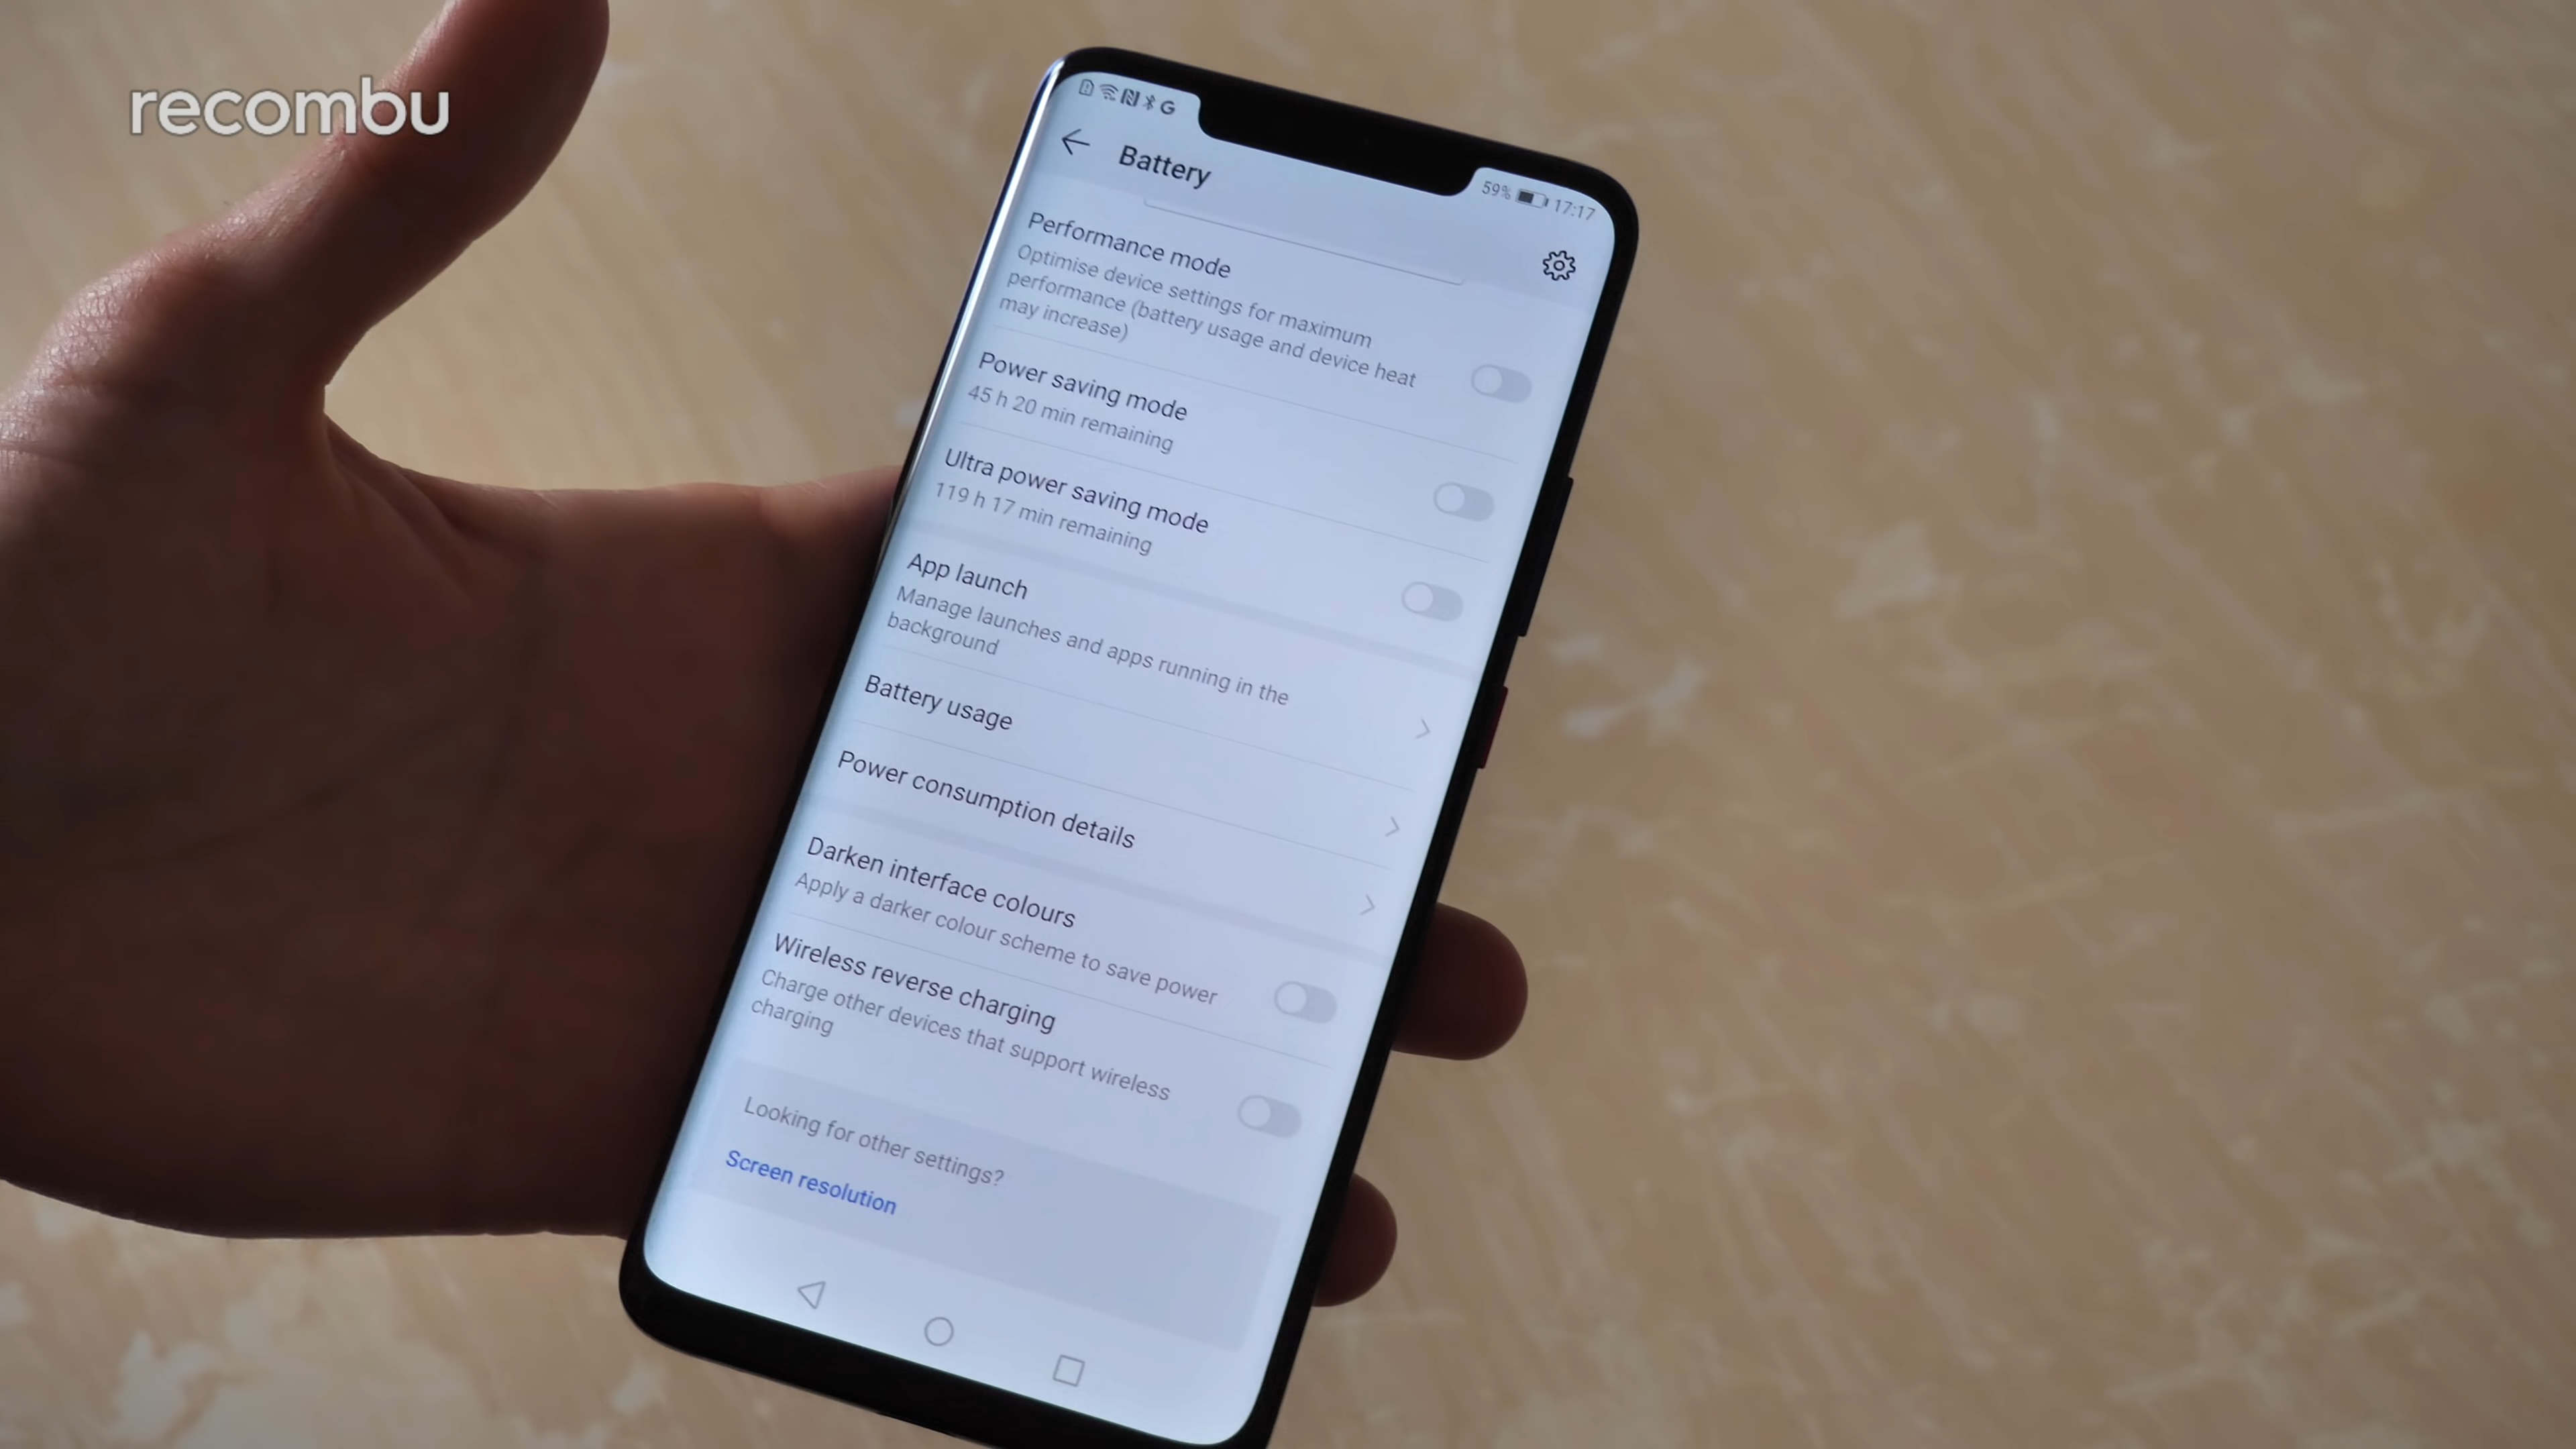 recombu
59% 17:17
Battery
Performance mode
Optimise device settings for maximum
performance (battery usage and device heat
may increase)
Power saving mode
45 h 20 min remaining
Ultra power saving mode
119 h 17 min remaining
App launch
Manage launches and apps running in the
background
Battery usage
Power consumption details
Darken interface colours
Apply a darker colour scheme to save power
Wireless reverse charging
Charge other devices that support wireless
charging
Looking for other settings?
Screen resolution